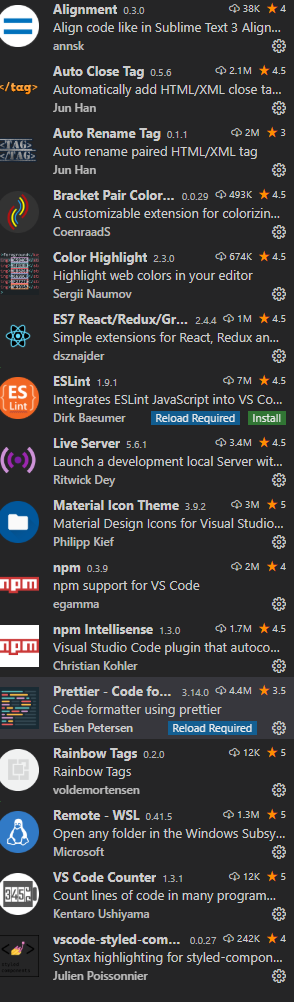 Alignment 0.3.0 38K 4
Align code like in Sublime Text 3 Align...
annsk
</tag>
Auto Close Tag 0.5.6 2.1M 4.5
Automatically add HTML/XML close ta...
Jun Han
<TAG>
</TAG>
Auto Rename Tag 0.1.1 2M 3
Auto rename paired HTML/XML tag
Jun Han
Bracket Pair Color... 0.0.29 493K 4.5
A customizable extension for colorizin...
CoenraadS
Color Highlight 2.3.0 674K 4.5
Highlight web colors in your editor
Sergii Naumov
ES7 React/Redux/Gr... 2.4.4 1M 4.5
Simple extensions for React, Redux an...
dsznajder
ES
Lint
ESLint 1.9.1 7M 4.5
Integrates ESLint JavaScript into VS Co...
Dirk Baeumer Reload Required Install
Live Server 5.6.1 3.4M 4.5
Launch a development local Server wit...
Ritwick Dey
Material Icon Theme 3.9.2 3M 5
Material Design Icons for Visual Studio...
Philipp Kief
npm
npm 0.3.9 2M 4
npm support for VS Code
egamma
npm
npm Intellisense 1.3.0 1.7M 4.5
Visual Studio Code plugin that autoco...
Christian Kohler
Prettier - Code fo... 3.14.0 4.4M 3.5
Code formatter using prettier
Esben Petersen Reload Required
Rainbow Tags 0.2.0 12K 5
Rainbow Tags
voldemortensen
Remote - WSL 0.41.5 1.3M 5
Open any folder in the Windows Subsy...
Microsoft
VS Code Counter 1.3.1 12K 5
Count lines of code in many program...
Kentaro Ushiyama
vscode-styled-com... 0.0.27 242K 4
Syntax highlighting for styled-compon...
Julien Poissonnier